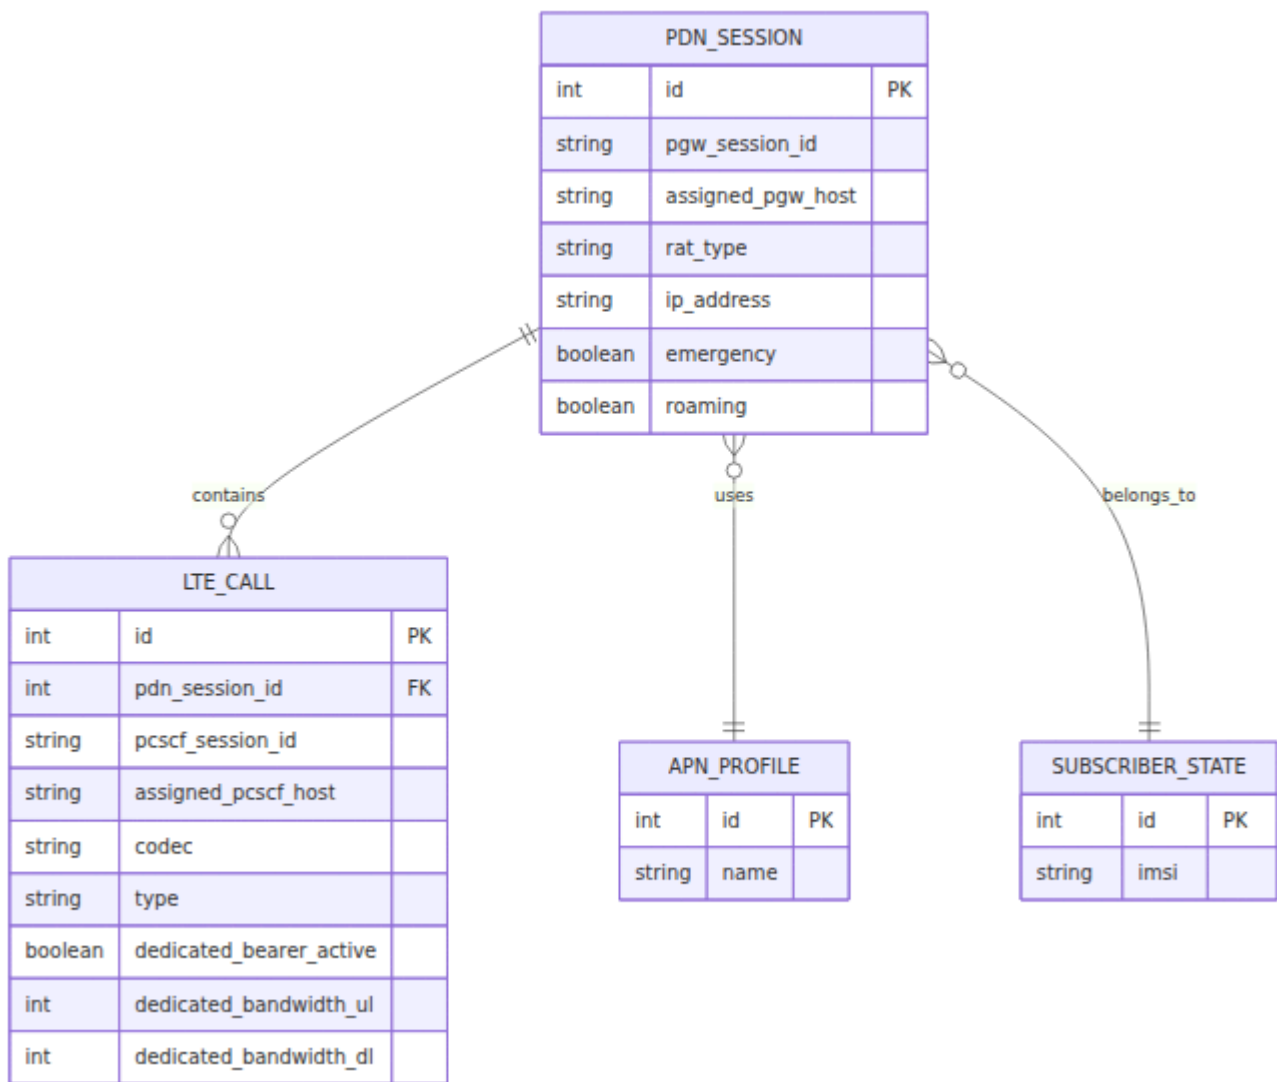 PDN_SESSION
int id PK
string pgw_session_id
string assigned_pgw_host
string rat_type
string ip_address
boolean emergency
boolean roaming
contains
uses
belongs_to
LTE_CALL
int id PK
int pdn_session_id FK
string pcscf_session_id
string assigned_pcscf_host
string codec
string type
boolean dedicated_bearer_active
int dedicated_bandwidth_ul
int dedicated_bandwidth_dl
APN_PROFILE
int id PK
string name
SUBSCRIBER_STATE
int id PK
string imsi